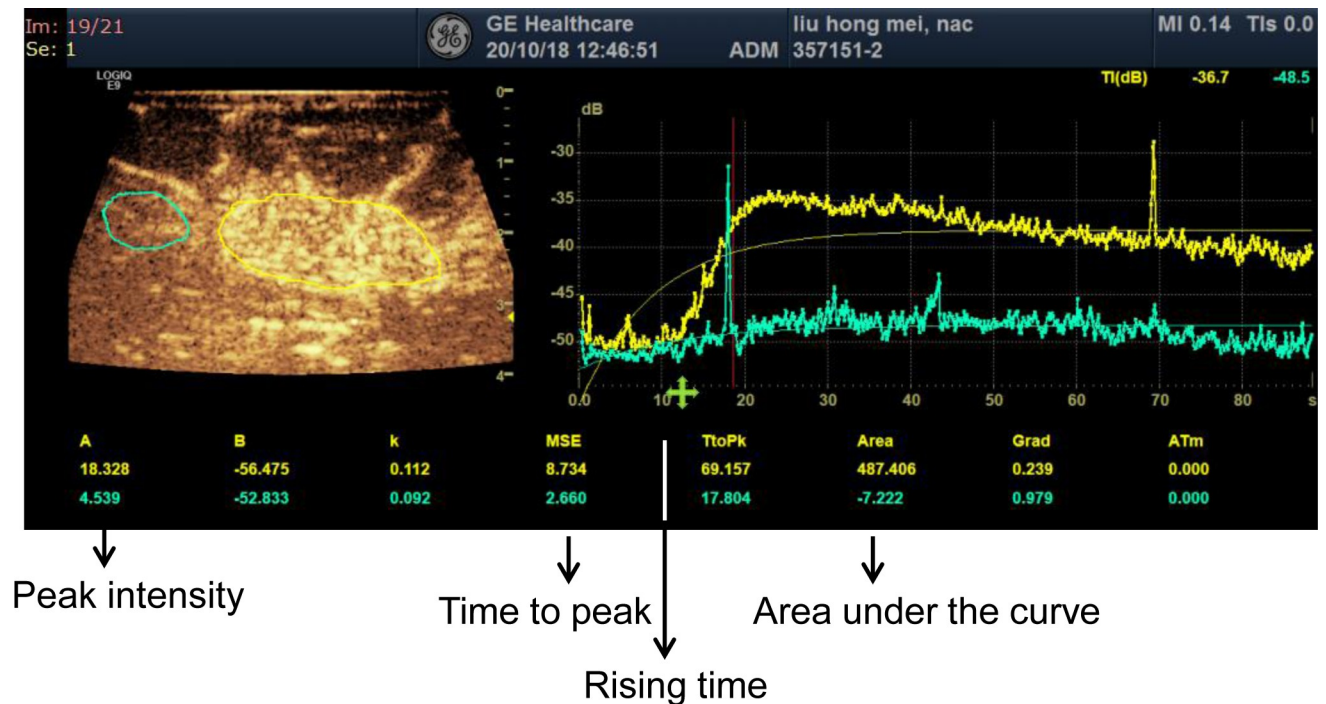 Im: 19/21
Se: 1
GE Healthcare
20/10/18 12:46:51 ADM
liu hong mei, nac
357151-2
MI 0.14 TIs 0.0
LOGIQ
E9
TI(dB) -36.7 -48.5
0
1
2
3
4
dB
-30
-35
-40
-45
-50
0.0 10 20 30 40 50 60 70 80 s
A B k MSE TtoPk Area Grad ATm
18.328 -56.475 0.112 8.734 69.157 487.406 0.239 0.000
4.539 -52.833 0.092 2.660 17.804 -7.222 0.979 0.000
Peak intensity
Time to peak
Area under the curve
Rising time